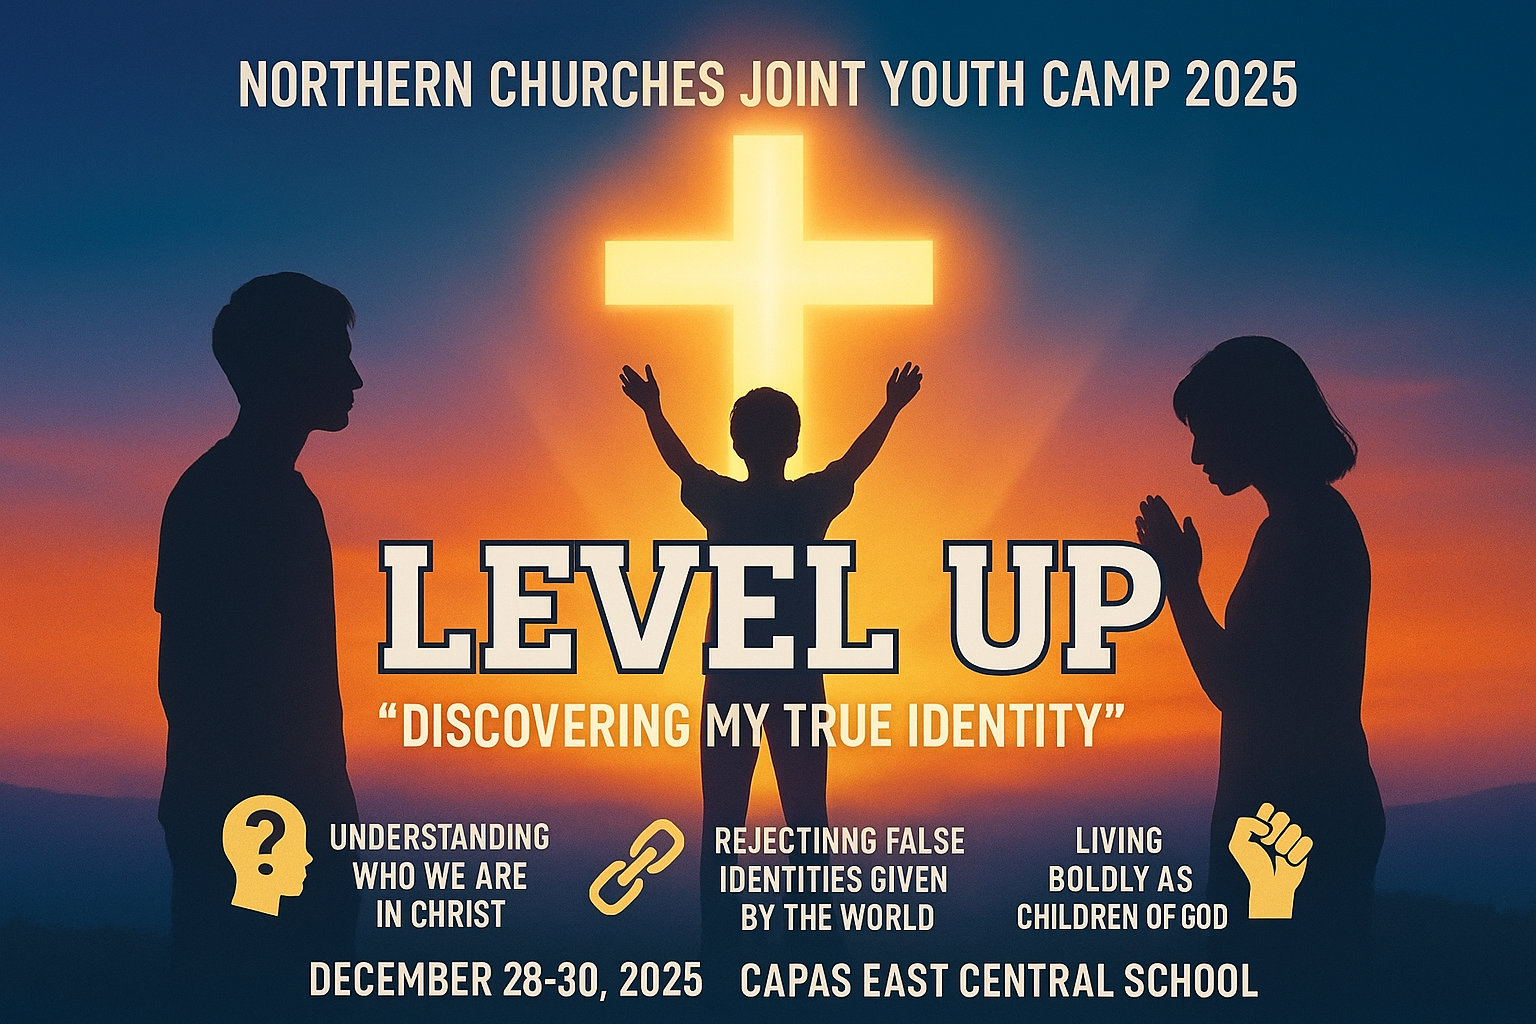 NORTHERN CHURCHES JOINT YOUTH CAMP 2025
LEVEL UP
“DISCOVERING MY TRUE IDENTITY”
?
UNDERSTANDING
WHO WE ARE
IN CHRIST
REJECTINNG FALSE
IDENTITIES GIVEN
BY THE WORLD
LIVING
BOLDLY AS
CHILDREN OF GOD
DECEMBER 28-30, 2025 CAPAS EAST CENTRAL SCHOOL